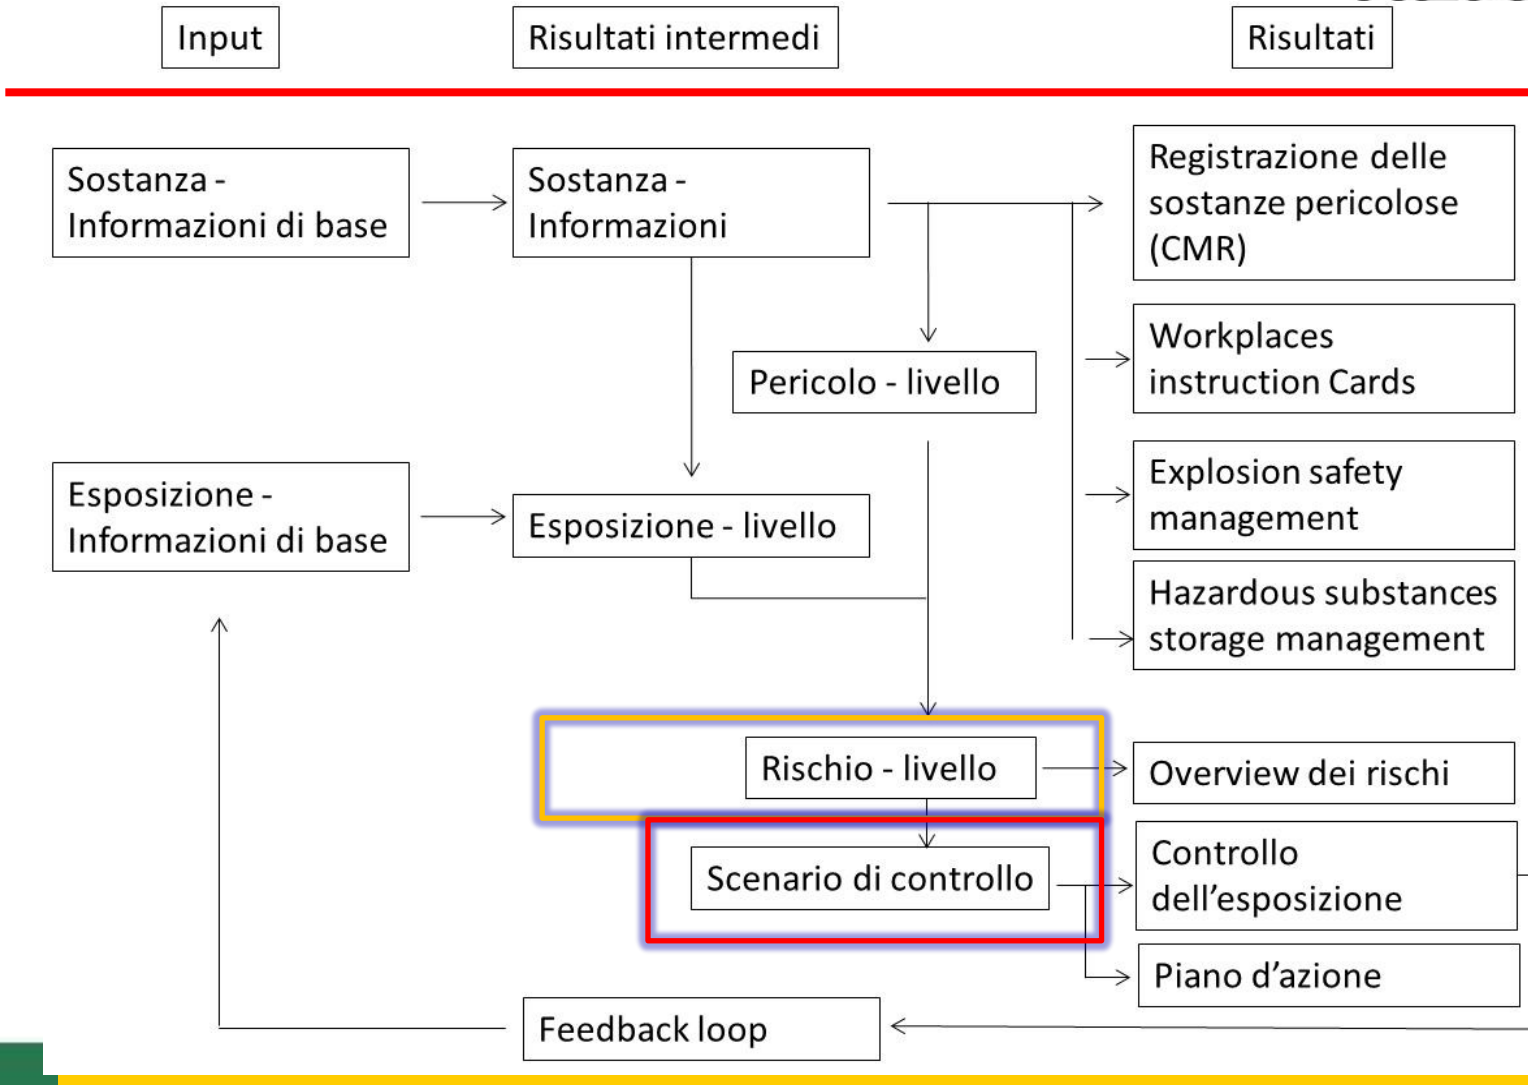 Input
Risultati intermedi
Risultati
Sostanza -
Informazioni di base
Sostanza -
Informazioni
Registrazione delle
sostanze pericolose
(CMR)
Workplaces
instruction Cards
Pericolo - livello
Explosion safety
management
Esposizione -
Informazioni di base
Esposizione - livello
Hazardous substances
storage management
Rischio - livello
Overview dei rischi
Scenario di controllo
Controllo
dell'esposizione
Piano d'azione
Feedback loop